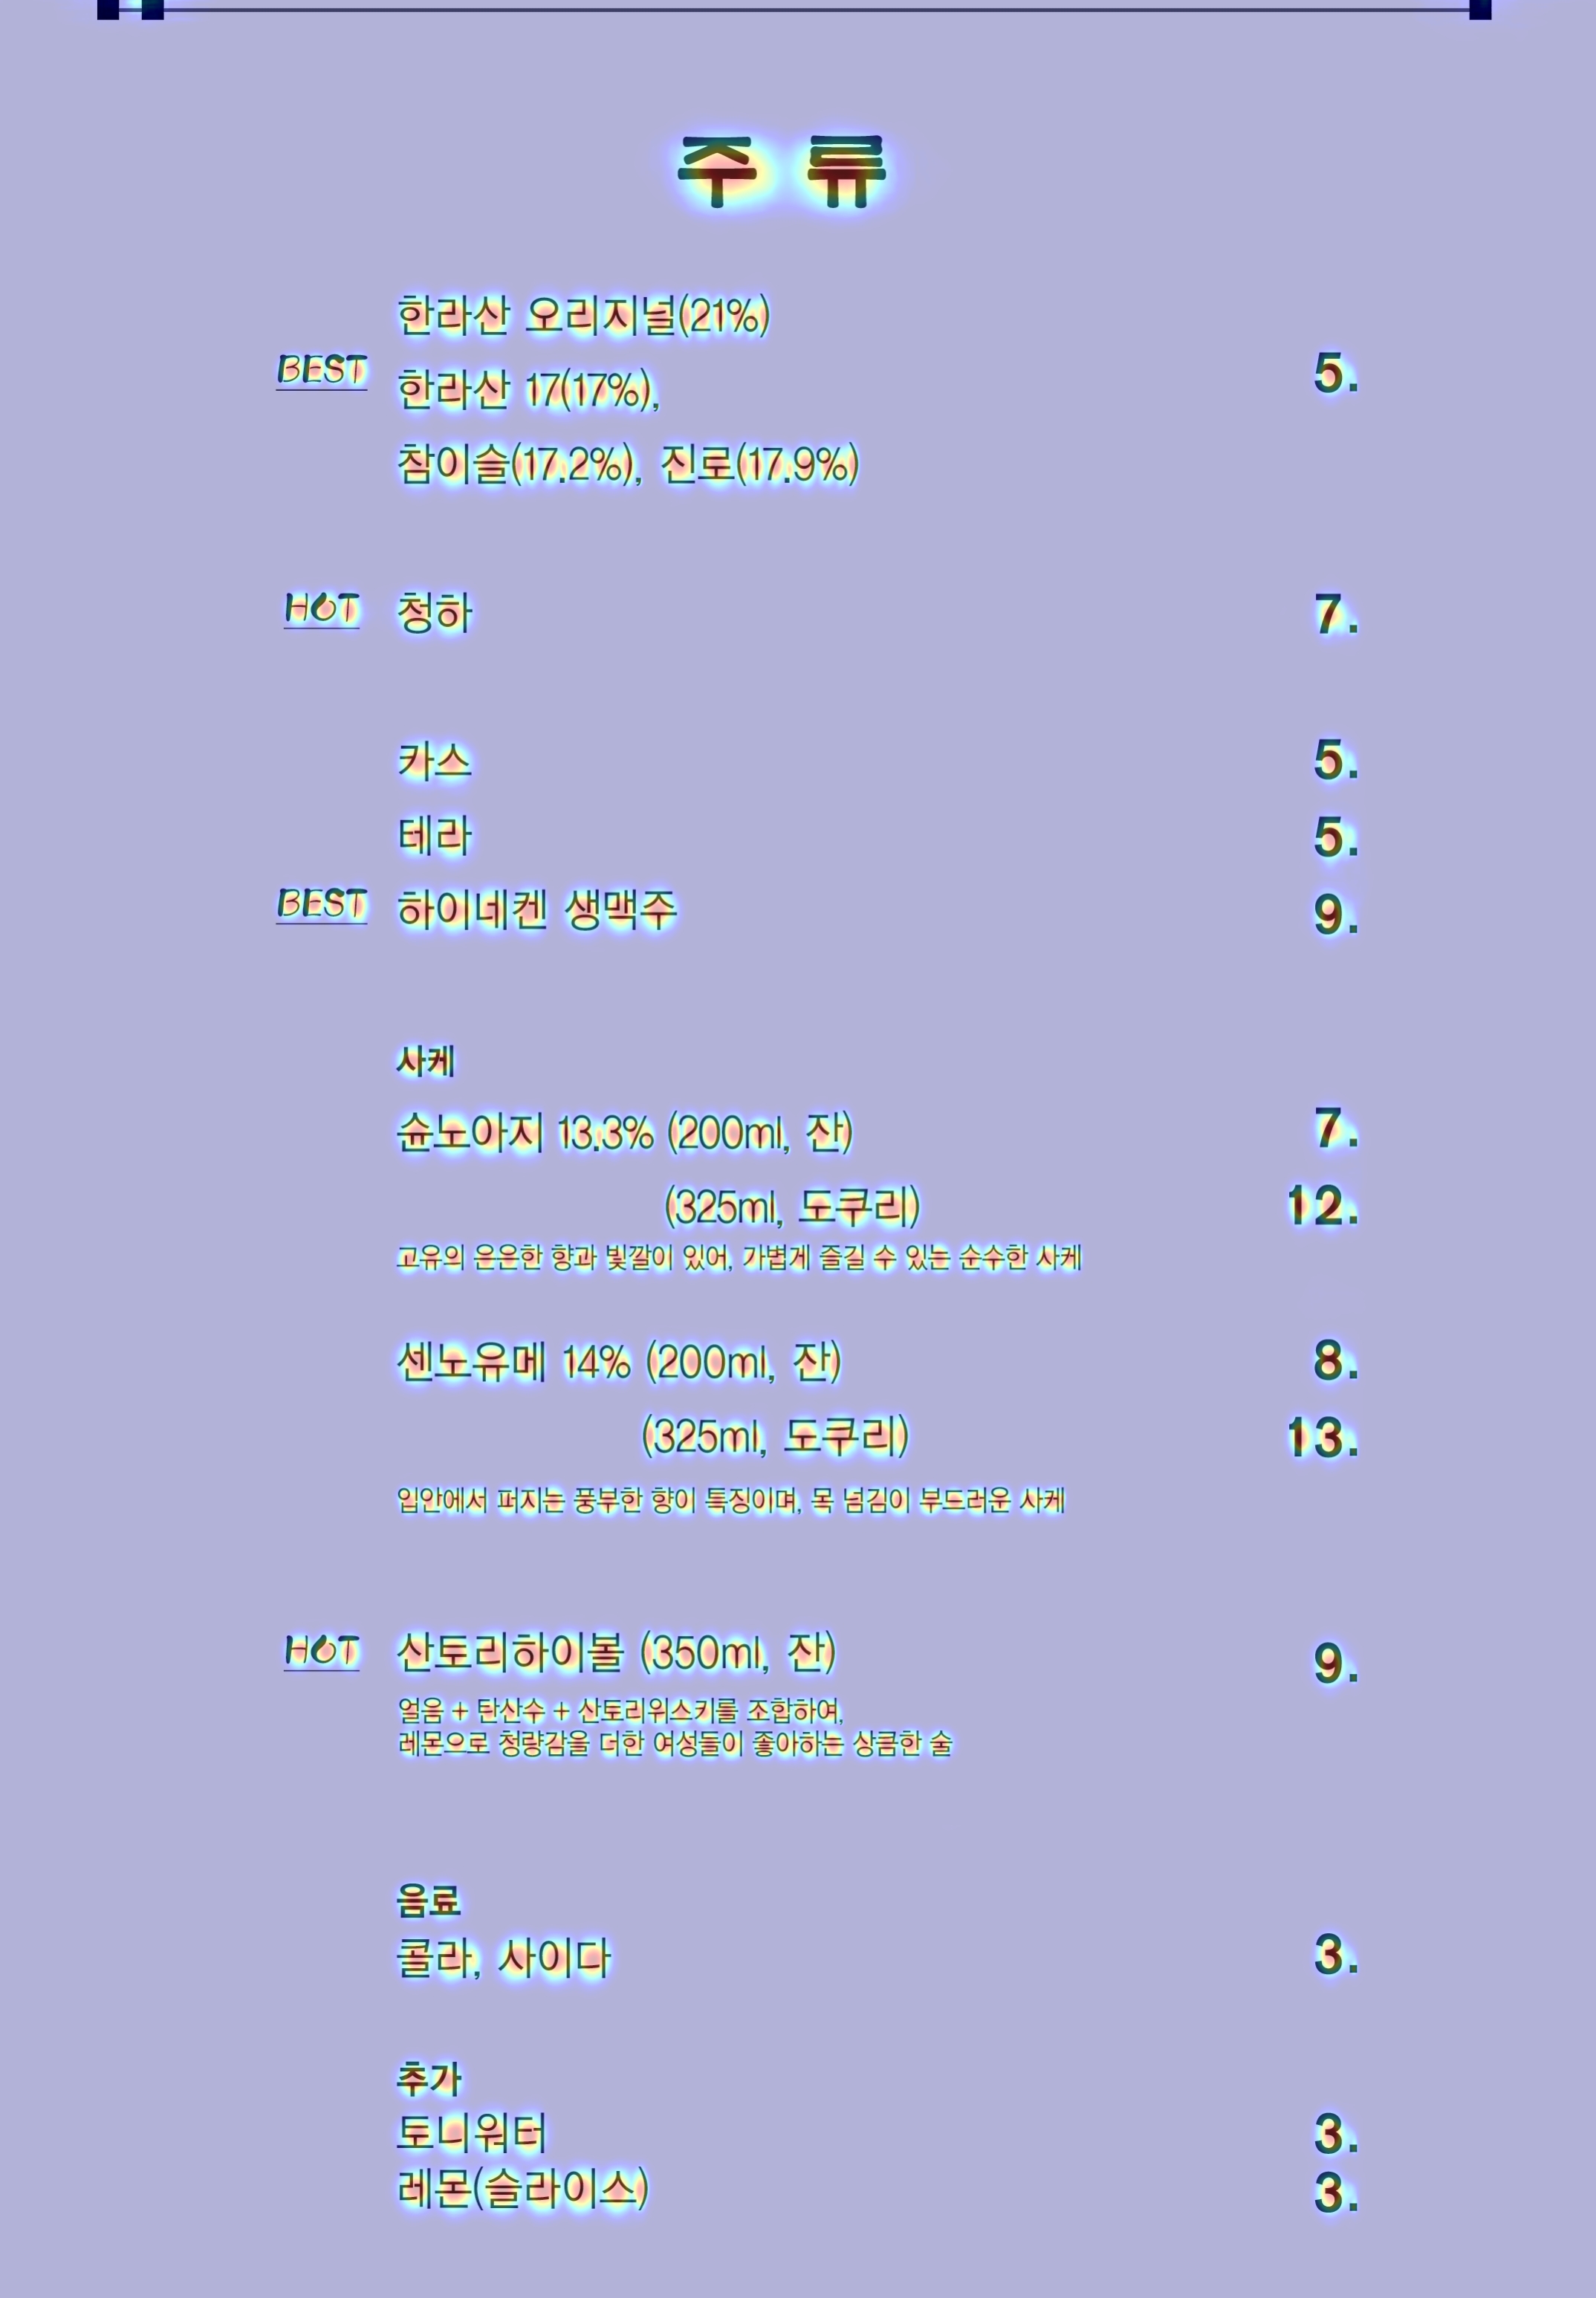 주 류
한라산 오리지널(21%)
BEST 한라산 17(17%), 5.
참이슬(17.2%), 진로(17.9%)
HOT 청하 7.
카스 5.
테라 5.
BEST 하이네켄 생맥주 9.
사케
슌노아지 13.3% (200ml, 잔) 7.
(325ml, 도쿠리) 12.
고유의 은은한 향과 빛깔이 있어, 가볍게 즐길 수 있는 순수한 사케
센노유메 14% (200ml, 잔) 8.
(325ml, 도쿠리) 13.
입안에서 퍼지는 풍부한 향이 특징이며, 목 넘김이 부드러운 사케
HOT 산토리하이볼 (350ml, 잔) 9.
얼음 + 탄산수 + 산토리위스키를 조합하여,
레몬으로 청량감을 더한 여성들이 좋아하는 상큼한 술
음료
콜라, 사이다 3.
추가
토니워터 3.
레몬(슬라이스) 3.